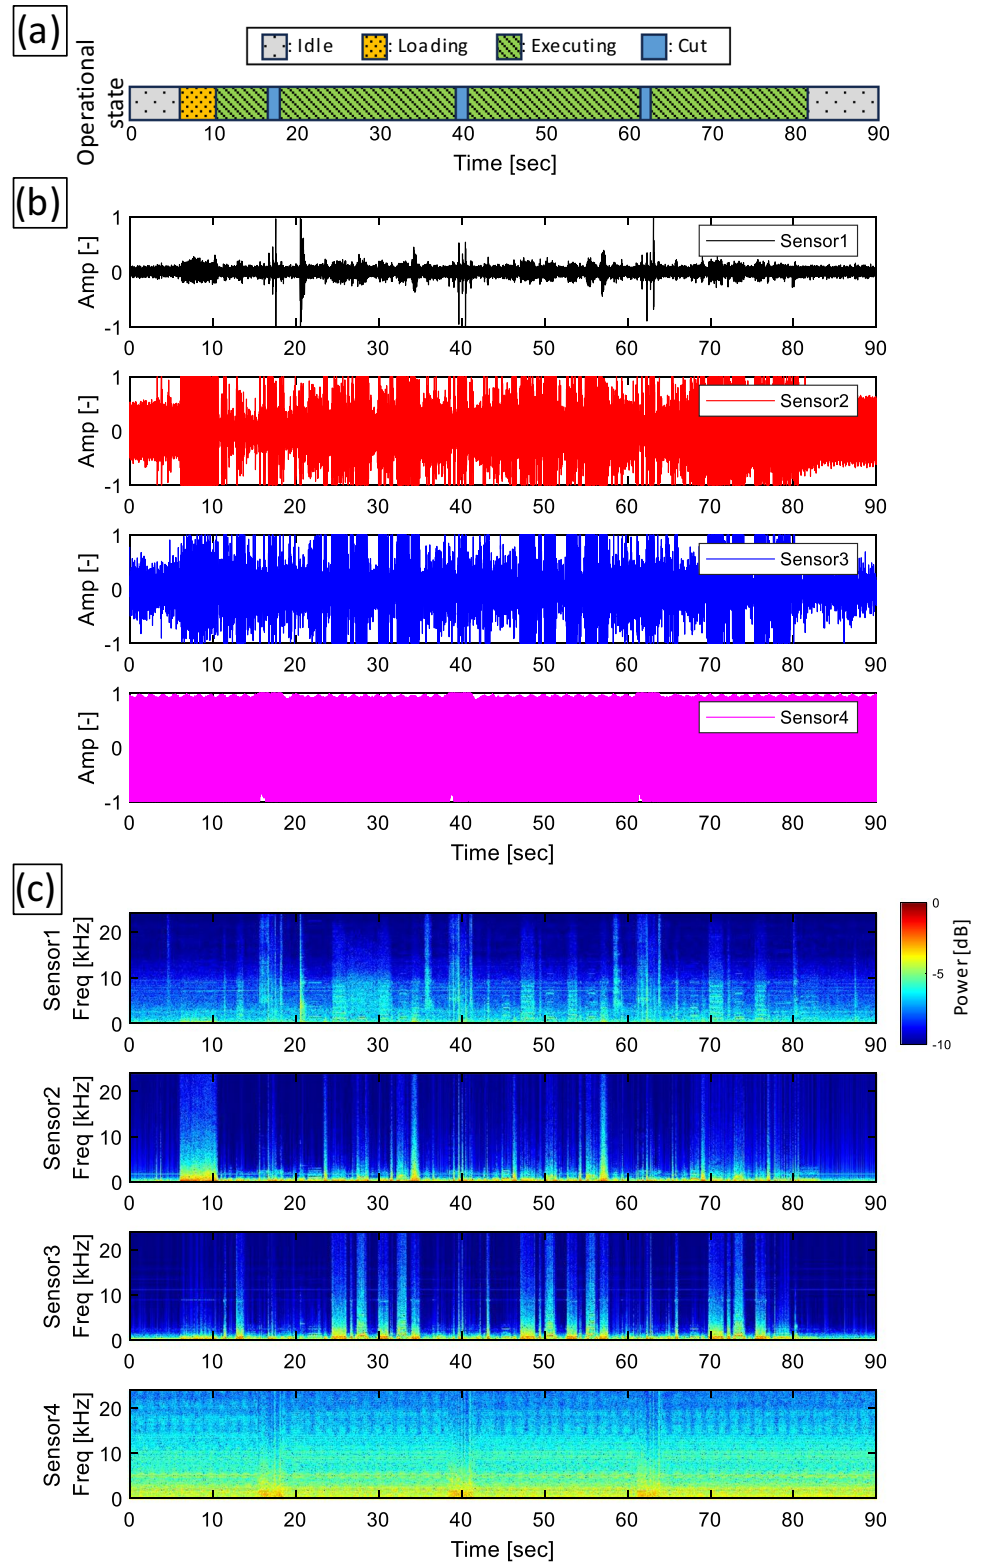 (a)
: Idle : Loading : Executing : Cut
Operational
state
0 10 20 30 40 50 60 70 80 90
Time [sec]
(b)
Amp [-]
1
0
-1
Sensor1
0 10 20 30 40 50 60 70 80 90
Amp [-]
1
0
-1
Sensor2
0 10 20 30 40 50 60 70 80 90
Amp [-]
1
0
-1
Sensor3
0 10 20 30 40 50 60 70 80 90
Amp [-]
1
0
-1
Sensor4
0 10 20 30 40 50 60 70 80 90
Time [sec]
(c)
Sensor1
Freq [kHz]
20
10
0
0 10 20 30 40 50 60 70 80 90
0
-5
-10
Power [dB]
Sensor2
Freq [kHz]
20
10
0
0 10 20 30 40 50 60 70 80 90
Sensor3
Freq [kHz]
20
10
0
0 10 20 30 40 50 60 70 80 90
Sensor4
Freq [kHz]
20
10
0
0 10 20 30 40 50 60 70 80 90
Time [sec]